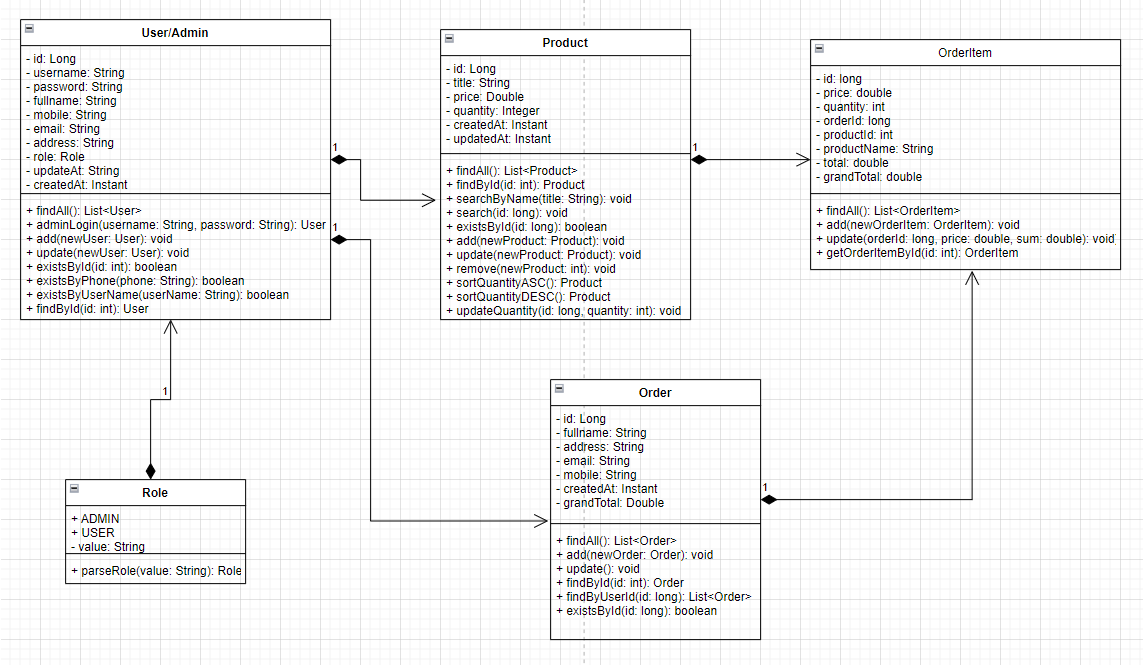 User/Admin
- id: Long
- username: String
- password: String
- fullname: String
- mobile: String
- email: String
- address: String
- role: Role
- updateAt: String
- createdAt: Instant
+ findAll(): List<User>
+ adminLogin(username: String, password: String): User
+ add(newUser: User): void
+ update(newUser: User): void
+ existsById(id: int): boolean
+ existsByPhone(phone: String): boolean
+ existsByUserName(userName: String): boolean
+ findById(id: int): User
1
1
Product
- id: Long
- title: String
- price: Double
- quantity: Integer
- createdAt: Instant
- updatedAt: Instant
+ findAll(): List<Product>
+ findById(id: int): Product
+ searchByName(title: String): void
+ search(id: long): void
+ existsById(id: long): boolean
+ add(newProduct: Product): void
+ update(newProduct: Product): void
+ remove(newProduct: int): void
+ sortQuantityASC(): Product
+ sortQuantityDESC(): Product
+ updateQuantity(id: long, quantity: int): void
1
OrderItem
- id: long
- price: double
- quantity: int
- orderId: long
- productId: int
- productName: String
- total: double
- grandTotal: double
+ findAll(): List<OrderItem>
+ add(newOrderItem: OrderItem): void
+ update(orderId: long, price: double, sum: double): void
+ getOrderItemById(id: int): OrderItem
1
Role
+ ADMIN
+ USER
- value: String
+ parseRole(value: String): Role
Order
- id: Long
- fullname: String
- address: String
- email: String
- mobile: String
- createdAt: Instant
- grandTotal: Double
+ findAll(): List<Order>
+ add(newOrder: Order): void
+ update(): void
+ findById(id: int): Order
+ findByUserId(id: long): List<Order>
+ existsById(id: long): boolean
1